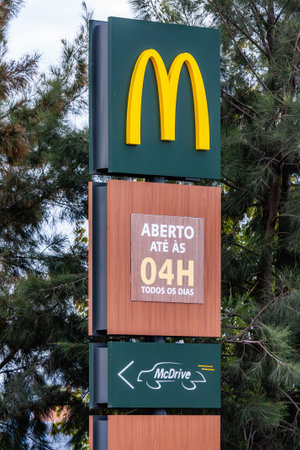 M
ABERTO
ATÉ ÀS
04H
TODOS OS DIAS
McDrive